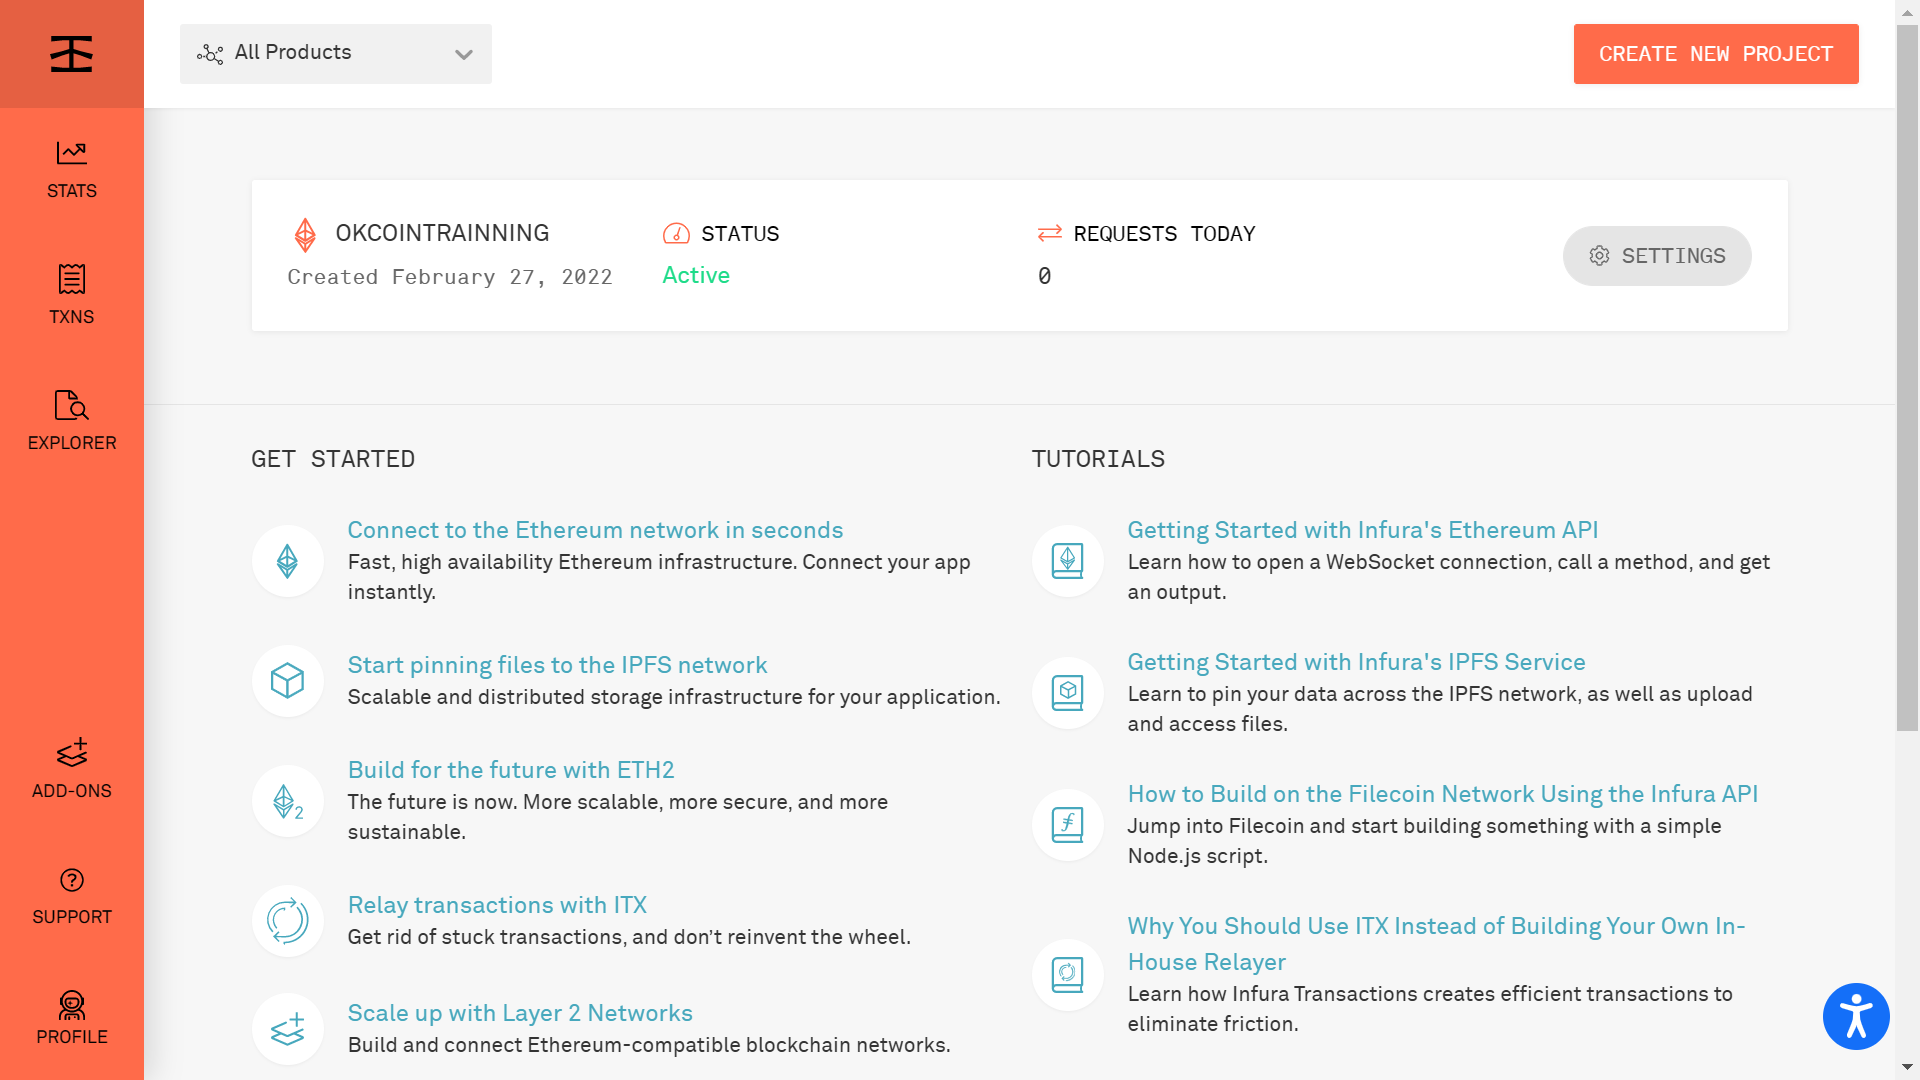 All Products
CREATE NEW PROJECT
STATS
TXNS
EXPLORER
ADD-ONS
SUPPORT
PROFILE
OKCOINTRAINNING
Created February 27, 2022
STATUS
Active
REQUESTS TODAY
0
SETTINGS
GET STARTED
Connect to the Ethereum network in seconds
Fast, high availability Ethereum infrastructure. Connect your app
instantly.
Start pinning files to the IPFS network
Scalable and distributed storage infrastructure for your application.
Build for the future with ETH2
The future is now. More scalable, more secure, and more
sustainable.
2
Relay transactions with ITX
Get rid of stuck transactions, and don’t reinvent the wheel.
Scale up with Layer 2 Networks
Build and connect Ethereum-compatible blockchain networks.
TUTORIALS
Getting Started with Infura's Ethereum API
Learn how to open a WebSocket connection, call a method, and get
an output.
Getting Started with Infura's IPFS Service
Learn to pin your data across the IPFS network, as well as upload
and access files.
How to Build on the Filecoin Network Using the Infura API
Jump into Filecoin and start building something with a simple
Node.js script.
Why You Should Use ITX Instead of Building Your Own In-
House Relayer
Learn how Infura Transactions creates efficient transactions to
eliminate friction.